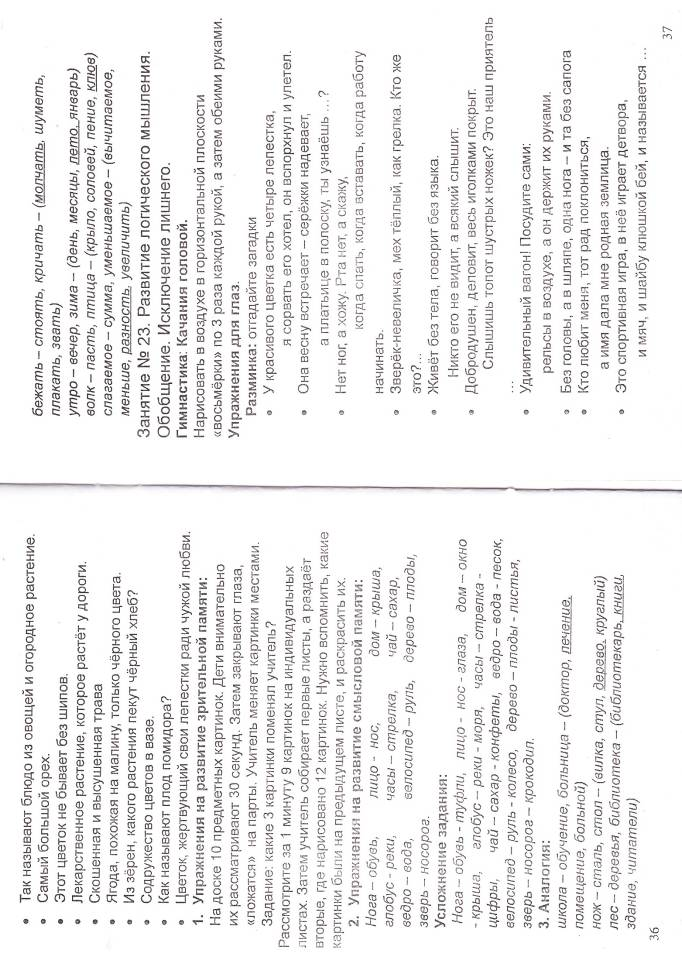 • Так называют блюдо из овощей и огородное растение.
• Самый большой орех.
• Этот цветок не бывает без шипов.
• Лекарственное растение, которое растёт у дороги.
• Скошенная и высушенная трава
• Ягода, похожая на малину, только чёрного цвета.
• Из зёрен, какого растения пекут чёрный хлеб?
• Содружество цветов в вазе.
• Как называют плод помидора?
• Цветок, жертвующий свои лепестки ради чужой любви.
1. Упражнения на развитие зрительной памяти:
На доске 10 предметных картинок. Дети внимательно
их рассматривают 30 секунд. Затем закрывают глаза,
«ложатся» на парты. Учитель меняет картинки местами.
Задание: какие 3 картинки поменял учитель?
Рассмотрите за 1 минуту 9 картинок на индивидуальных
листах. Затем учитель собирает первые листы, а раздаёт
вторые, где нарисовано 12 картинок. Нужно вспомнить, какие
картинки были на предыдущем листе, и раскрасить их.
2. Упражнения на развитие смысловой памяти:
Нога – обувь, лицо - нос, дом – крыша,
глобус - реки, часы – стрелка, чай – сахар,
ведро – вода, велосипед – руль, дерево – плоды,
зверь – носорог.
Усложнение задания:
Нога - обувь - туфли, лицо - нос - глаза, дом – окно
- крыша, глобус – реки - моря, часы – стрелка -
цифры, чай – сахар - конфеты, ведро – вода - песок,
велосипед – руль - колесо, дерево – плоды - листья,
зверь – носорог – крокодил.
3. Аналогия:
школа – обучение, больница – (доктор, лечение,
помещение, больной)
нож – сталь, стол – (вилка, стул, дерево, круглый)
лес – деревья, библиотека – (библиотекарь, книги,
здание, читатели)
36
бежать – стоять, кричать – (молчать, шуметь,
плакать, звать)
утро – вечер, зима – (день, месяцы, лето, январь)
волк – пасть, птица – (крыло, соловей, пение, клюв)
слагаемое – сумма, уменьшаемое – (вычитаемое,
меньше, разность, увеличить)
Занятие № 23. Развитие логического мышления.
Обобщение. Исключение лишнего.
Гимнастика: Качания головой.
Нарисовать в воздухе в горизонтальной плоскости
«восьмёрки» по 3 раза каждой рукой, а затем обеими руками.
Упражнения для глаз.
Разминка: отгадайте загадки
• У красивого цветка есть четыре лепестка,
я сорвать его хотел, он вспорхнул и улетел.
• Она весну встречает – серёжки надевает,
а платьице в полоску, ты узнаёшь …?
• Нет ног, а хожу. Рта нет, а скажу,
когда спать, когда вставать, когда работу
начинать.
• Зверёк-невеличка, мех тёплый, как грелка. Кто же
это?...
• Живёт без тела, говорит без языка.
Никто его не видит, а всякий слышит.
• Добродушен, деловит, весь иголками покрыт.
Слышишь топот шустрых ножек? Это наш приятель
…
• Удивительный вагон! Посудите сами:
рельсы в воздухе, а он держит их руками.
• Без головы, а в шляпе, одна нога – и та без сапога
• Кто любит меня, тот рад поклониться,
а имя дала мне родная землица.
• Это спортивная игра, в неё играет детвора,
и мяч, и шайбу клюшкой бей, и называется …
37